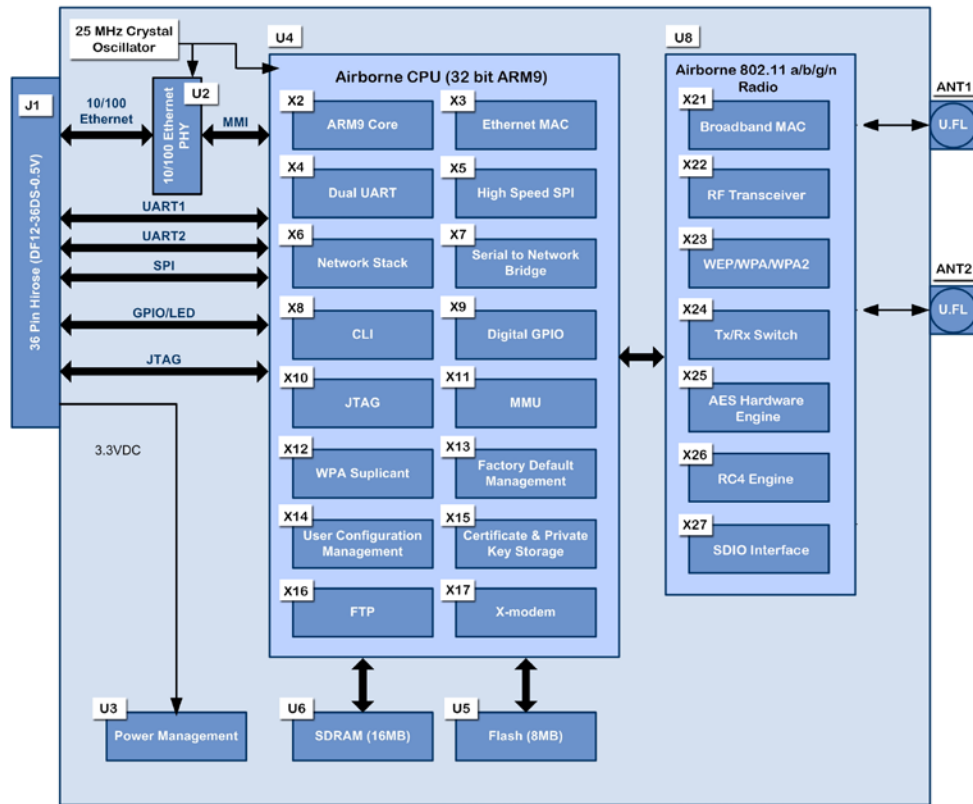 25 MHz Crystal
Oscillator
U4
U8
Airborne CPU (32 bit ARM9)
Airborne 802.11 a/b/g/n
Radio
ANT1
U.FL
ANT2
U.FL
J1
36 Pin Hirose (DF12-36DS-0.5V)
10/100
Ethernet
U2
10/100 Ethernet
PHY
MMI
UART1
UART2
SPI
GPIO/LED
JTAG
3.3VDC
X2
ARM9 Core
X3
Ethernet MAC
X4
Dual UART
X5
High Speed SPI
X6
Network Stack
X7
Serial to Network
Bridge
X8
CLI
X9
Digital GPIO
X10
JTAG
X11
MMU
X12
WPA Suplicant
X13
Factory Default
Management
X14
User Configuration
Management
X15
Certificate & Private
Key Storage
X16
FTP
X17
X-modem
X21
Broadband MAC
X22
RF Transceiver
X23
WEP/WPA/WPA2
X24
Tx/Rx Switch
X25
AES Hardware
Engine
X26
RC4 Engine
X27
SDIO Interface
U3
Power Management
U6
SDRAM (16MB)
U5
Flash (8MB)